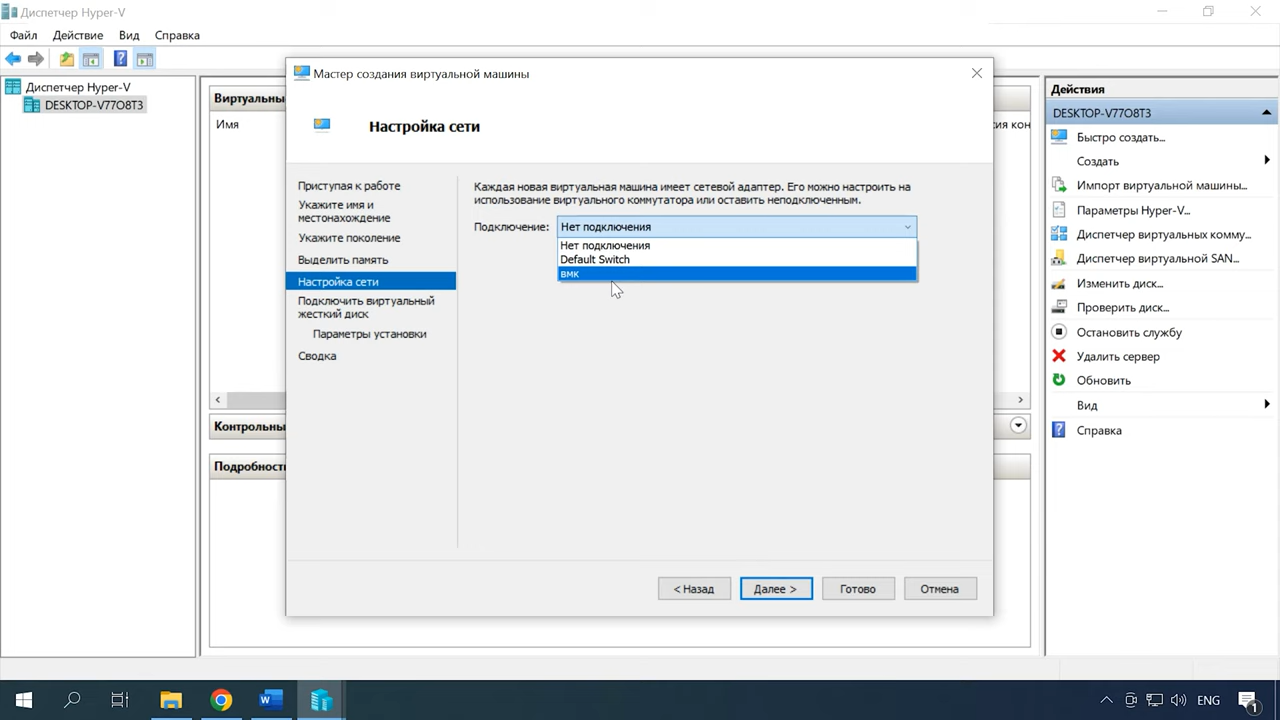 Диспетчер Hyper-V
Файл Действие Вид Справка
Диспетчер Hyper-V
DESKTOP-V77O8T3
Виртуальны
Имя
сия кон
Контрольны
Подробност
Мастер создания виртуальной машины
Настройка сети
Приступая к работе
Укажите имя и
местонахождение
Укажите поколение
Выделить память
Настройка сети
Подключить виртуальный
жесткий диск
Параметры установки
Сводка
Каждая новая виртуальная машина имеет сетевой адаптер. Его можно настроить на
использование виртуального коммутатора или оставить неподключенным.
Подключение: Нет подключения
Нет подключения
Default Switch
вмк
< Назад Далее > Готово Отмена
Действия
DESKTOP-V77O8T3
Быстро создать...
Создать
Импорт виртуальной машины...
Параметры Hyper-V...
Диспетчер виртуальных комму...
Диспетчер виртуальной SAN...
Изменить диск...
Проверить диск...
Остановить службу
Удалить сервер
Обновить
Вид
Справка
ENG
1